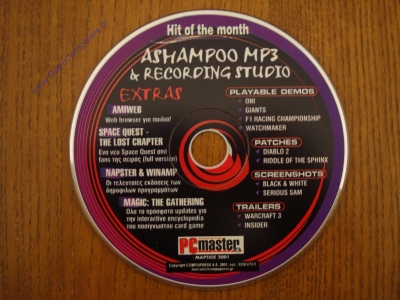 Hit of the month
ASHAMPOO MP3
& RECORDING STUDIO
EXTRAS
AMIWEB
Web browser για παιδιά!
SPACE QUEST -
THE LOST CHAPTER
Ενα νέο Space Quest από
fans της σειράς (full version)
NAPSTER & WINAMP
Οι τελευταίες εκδόσεις των
δημοφιλών προγραμμάτων
MAGIC: THE GATHERING
Ολα τα πρόσφατα updates για
την interactive encyclopedia
του πασίγνωστου card game
PLAYABLE DEMOS
ONI
GIANTS
F1 RACING CHAMPIONSHIP
WATCHMAKER
PATCHES
DIABLO 2
RIDDLE OF THE SPHINX
SCREENSHOTS
BLACK & WHITE
SERIOUS SAM
TRAILERS
WARCRAFT 3
INSIDER
PCmaster
ΜΑΡΤΙΟΣ 2001